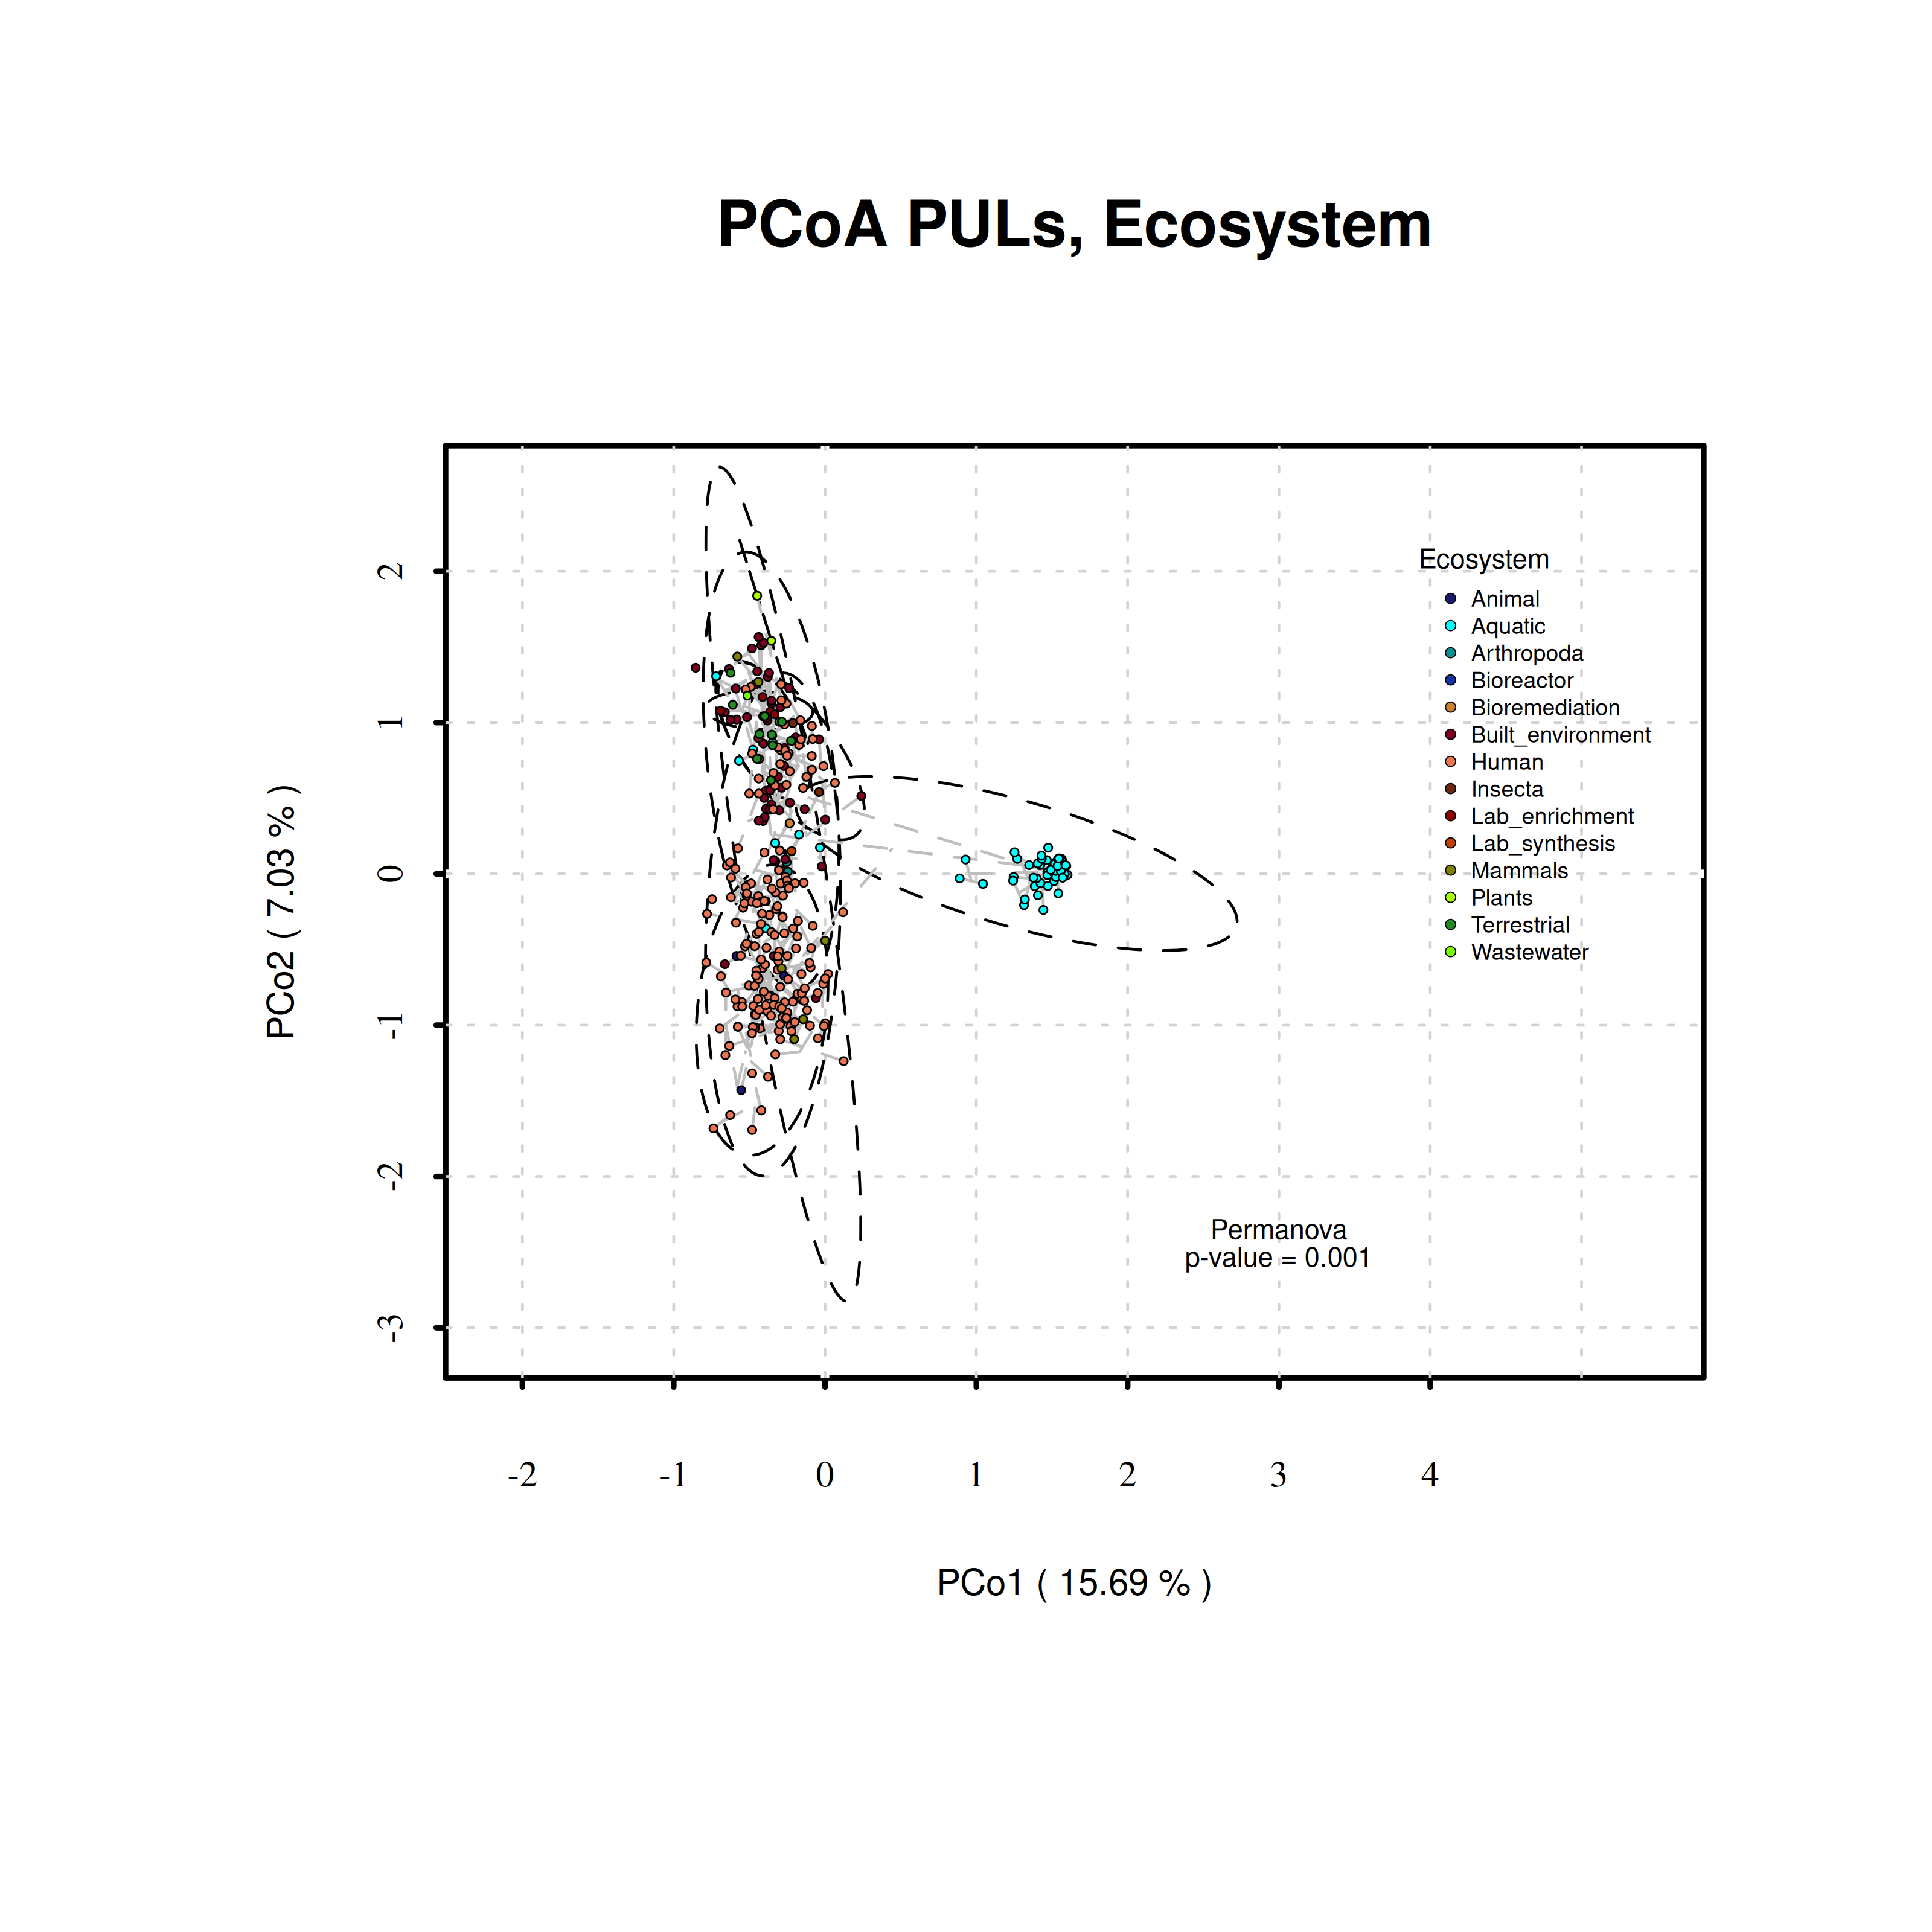 PCoA PULs, Ecosystem
PCo2 ( 7.03 % )
2
1
0
-1
-2
-3
Ecosystem
Animal
Aquatic
Arthropoda
Bioreactor
Bioremediation
Built_environment
Human
Insecta
Lab_enrichment
Lab_synthesis
Mammals
Plants
Terrestrial
Wastewater
Permanova
p-value = 0.001
-2 -1 0 1 2 3 4
PCo1 ( 15.69 % )